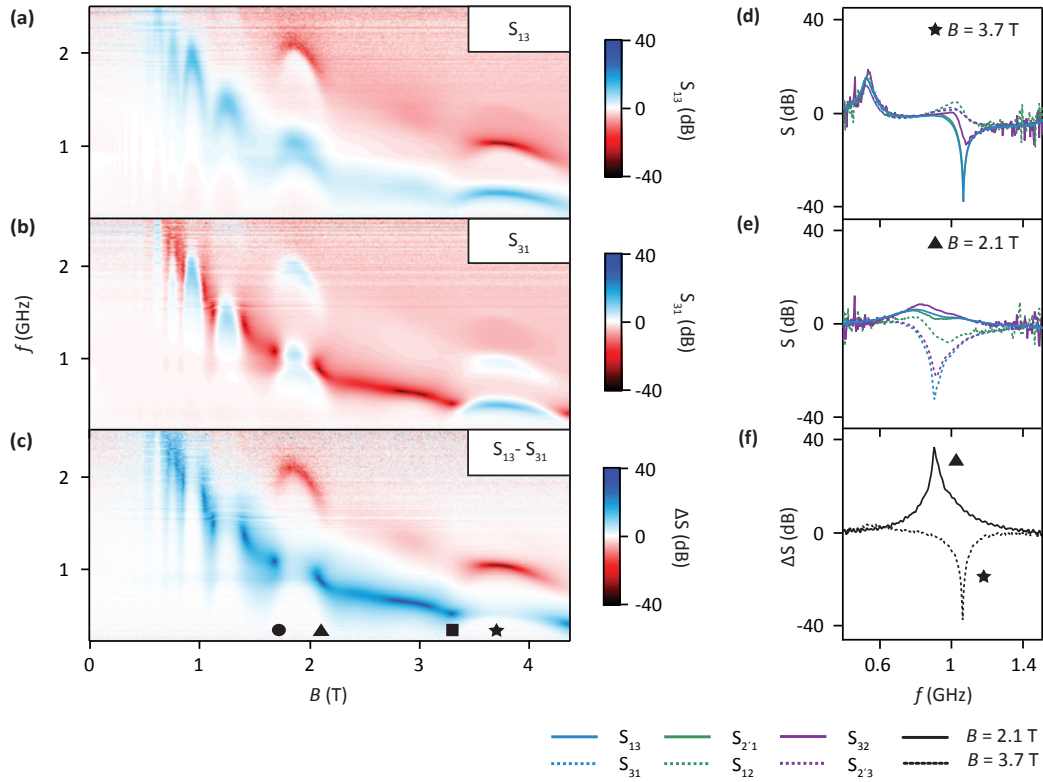 (a)
S13
2
1
40
0
-40
S13 (dB)
(b)
S31
2
1
f (GHz)
40
0
-40
S31 (dB)
(c)
S13- S31
2
1
40
0
-40
ΔS (dB)
0 1 2 3 4
B (T)
(d)
★ B = 3.7 T
40
0
-40
S (dB)
(e)
▲ B = 2.1 T
40
0
-40
S (dB)
(f)
40
0
-40
ΔS (dB)
0.6 1 1.4
f (GHz)
S13 S2'1 S32 B = 2.1 T
S31 S12 S2'3 B = 3.7 T